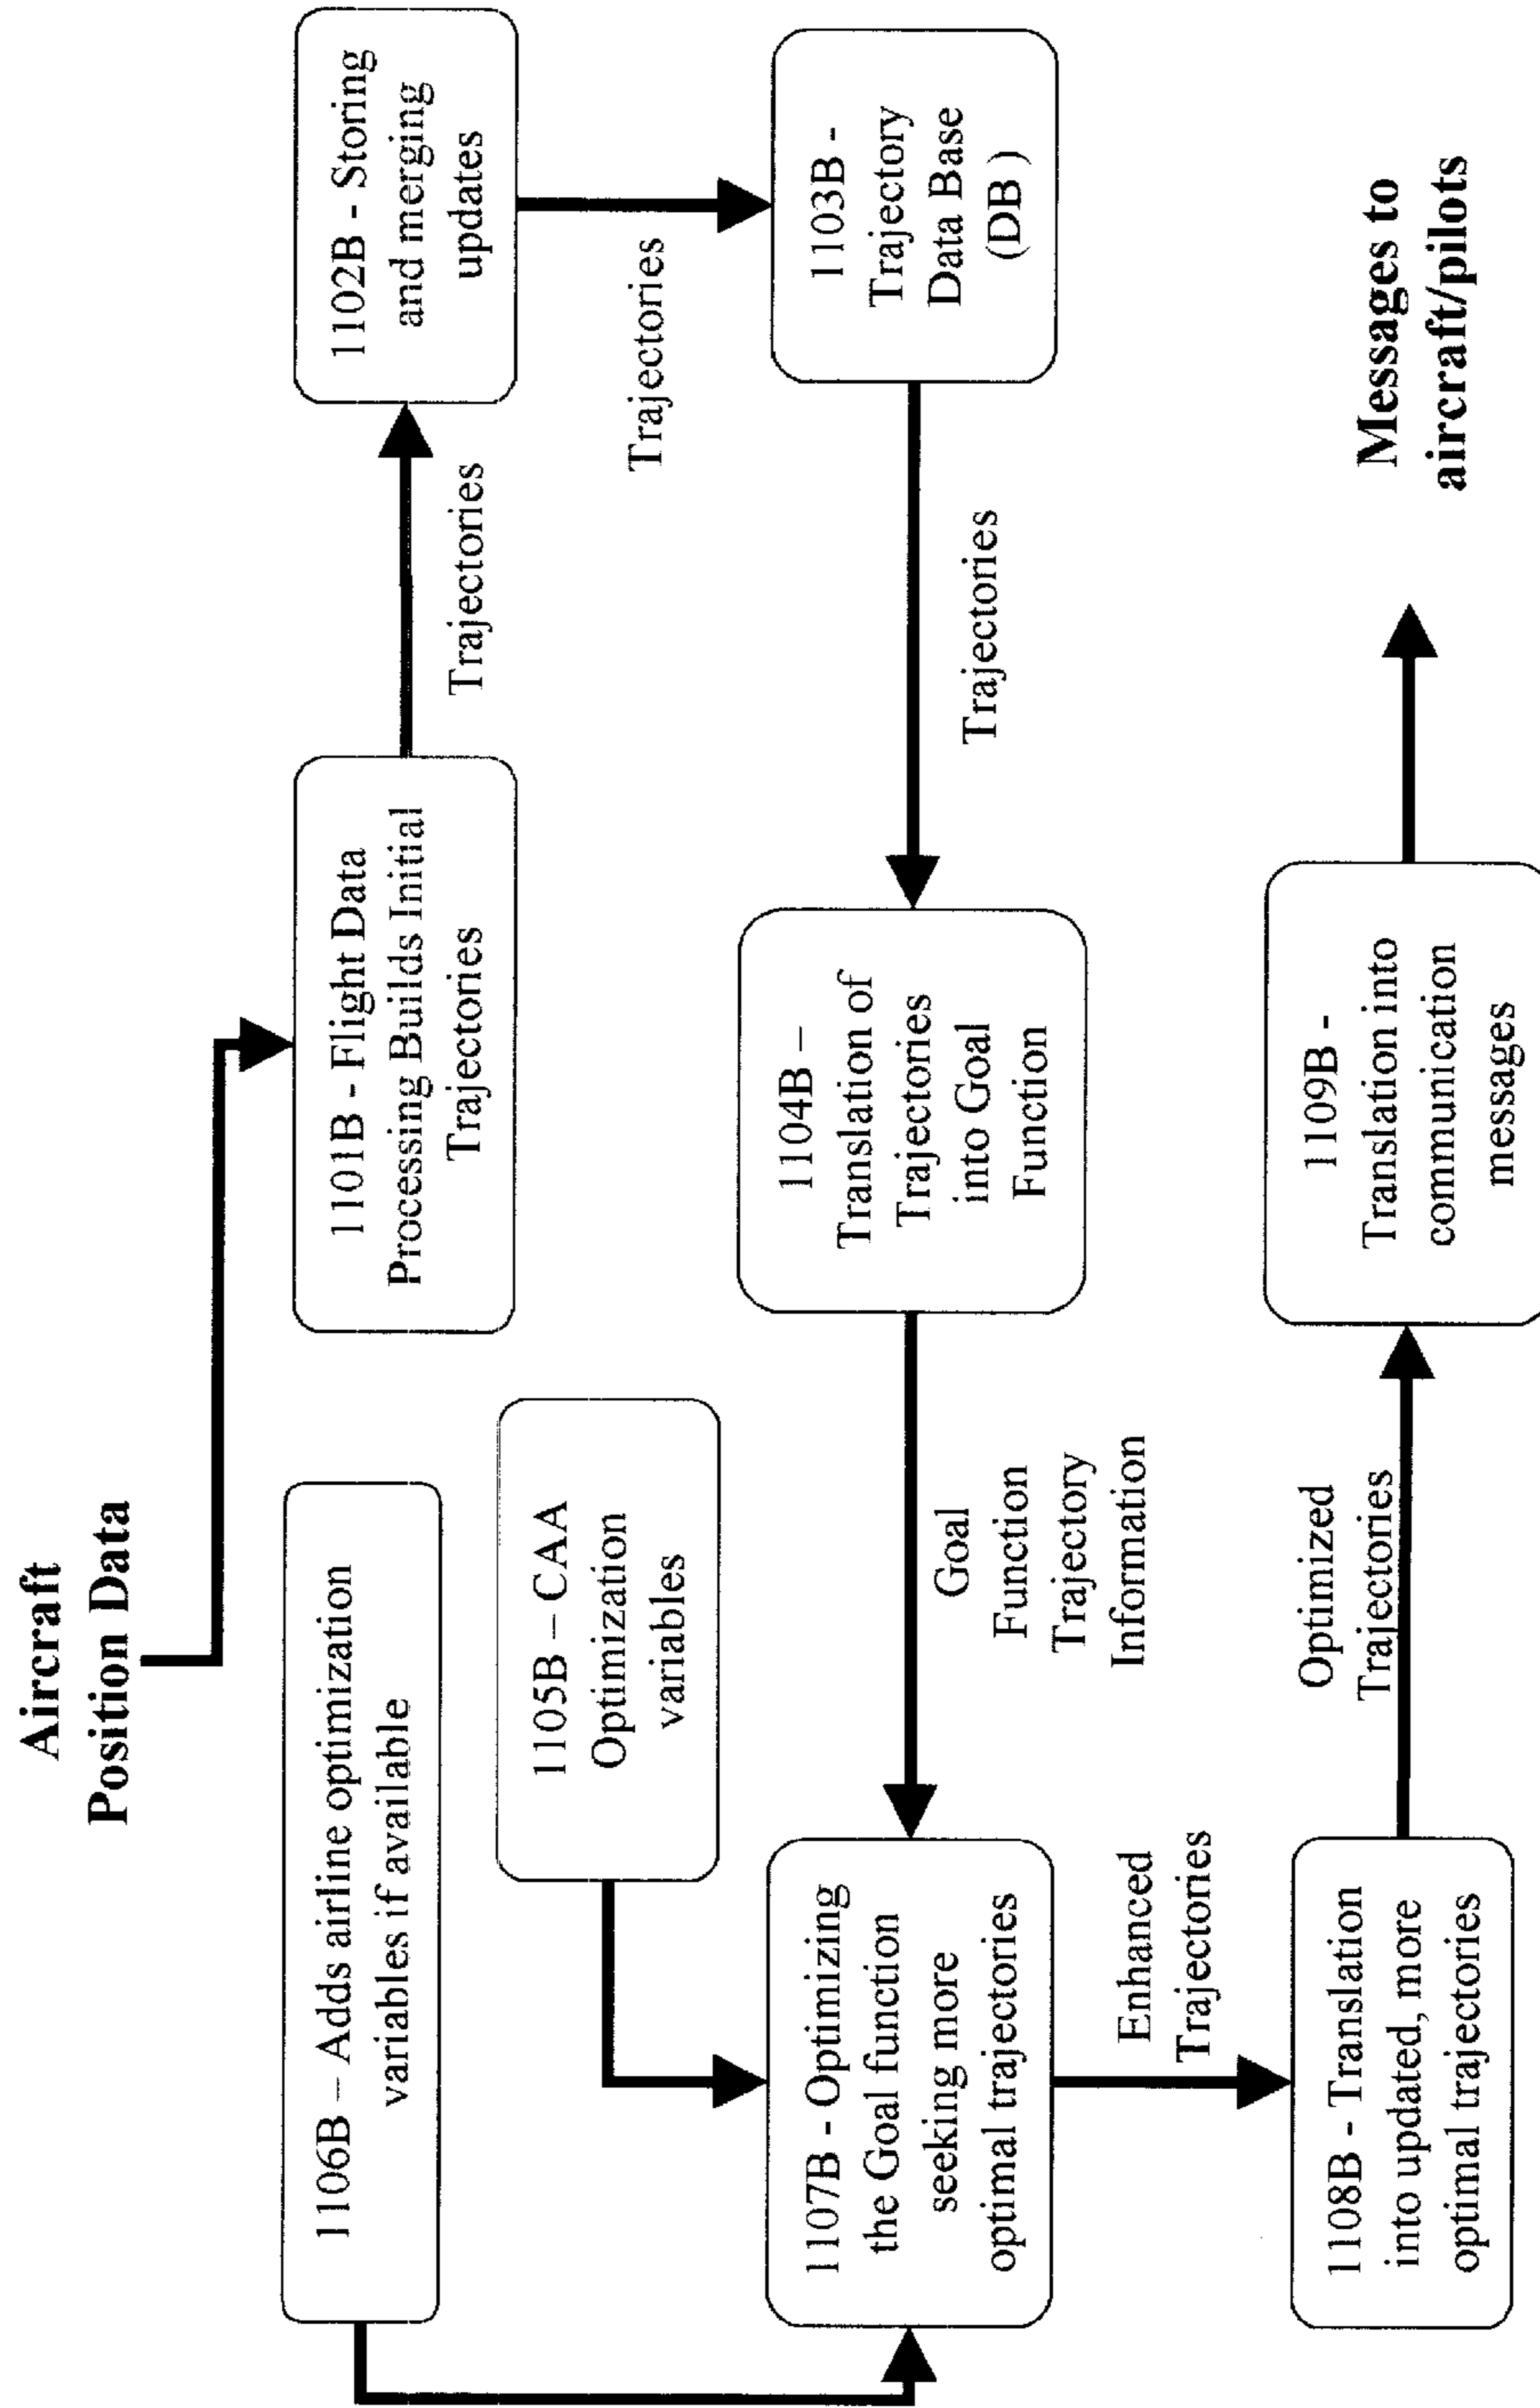 Aircraft
Position Data
1106B – Adds airline optimization
variables if available
1101B - Flight Data
Processing Builds Initial
Trajectories
Trajectories
1102B - Storing
and merging
updates
1105B – CAA
Optimization
variables
Trajectories
1107B - Optimizing
the Goal function
seeking more
optimal trajectories
Goal
Function
Trajectory
Information
1104B –
Translation of
Trajectories
into Goal
Function
Trajectories
1103B -
Trajectory
Data Base
(DB )
Enhanced
Trajectories
1108B - Translation
into updated, more
optimal trajectories
Optimized
Trajectories
1109B -
Translation into
communication
messages
Messages to
aircraft/pilots